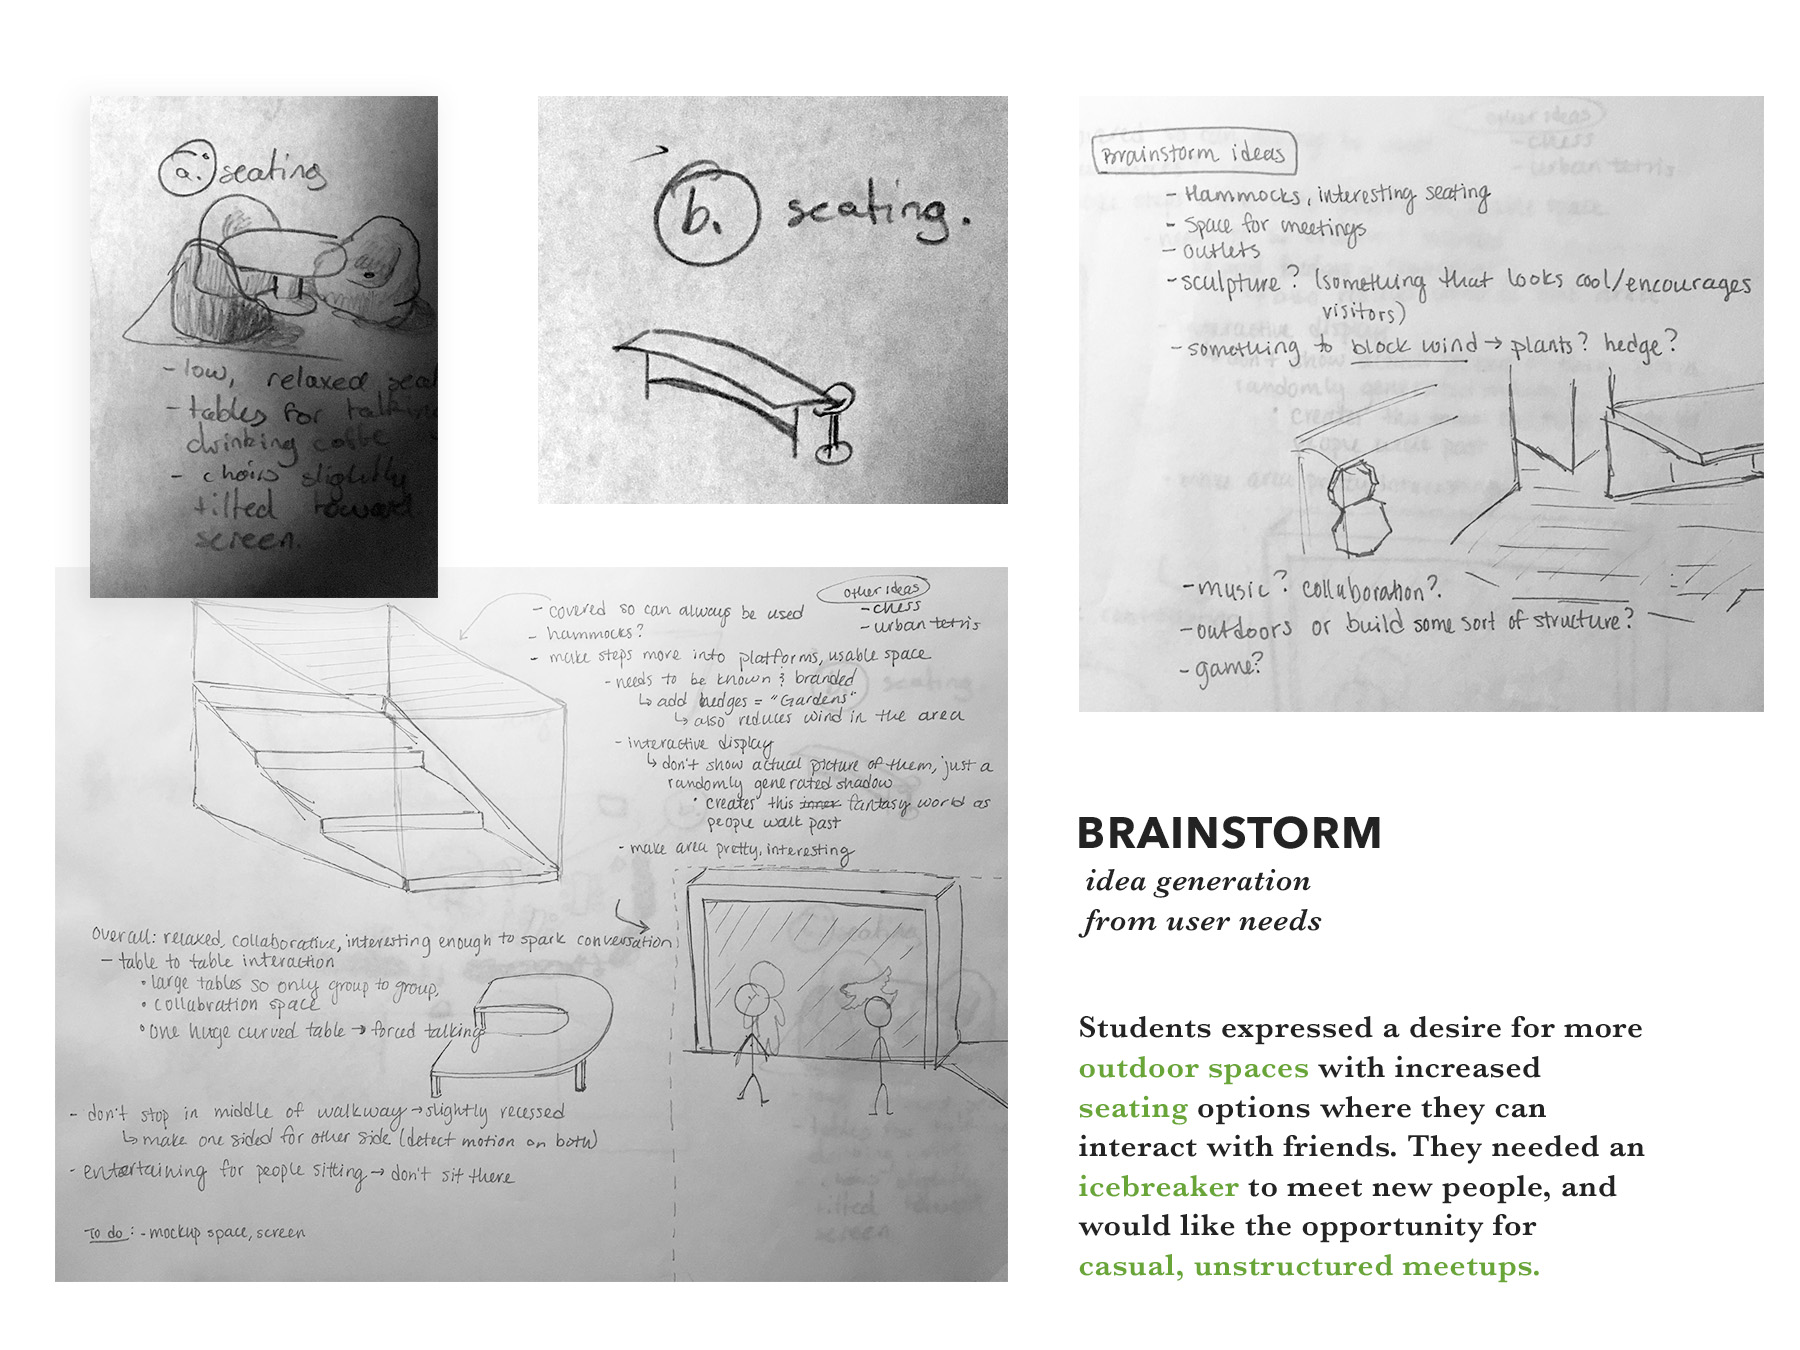 a. seating
- low, relaxed
- tables for talking
drinking coffe
- chairs slightly
tilted toward
screen.
b. seating.
Brainstorm ideas
- Hammocks, interesting seating
- Space for meetings
- outlets
- sculpture? (something that looks cool/encourages
visitors)
- something to block wind → plants? hedge?
- music? collaboration?
- outdoors or build some sort of structure?
- game?
other ideas
- chess
- urban tetris
- covered so can always be used
- hammocks?
- make steps more into platforms, usable space
- needs to be known & branded
↳ add hedges = "Gardens"
↳ also reduces wind in the area
- interactive display
↳ don't show actual picture of them, just a
randomly generated shadow
• creates this inner fantasy world as
people walk past
- make area pretty, interesting
overall: relaxed, collaborative, interesting enough to spark conversation
- table to table interaction
• large tables so only group to group,
• collabration space
• one huge curved table → forced talking
- don't stop in middle of walkway → slightly recessed
↳ make one sided for other side (detect motion on both)
- entertaining for people sitting → don't sit there
To do: - mockup space, screen
BRAINSTORM
idea generation
from user needs
Students expressed a desire for more
outdoor spaces with increased
seating options where they can
interact with friends. They needed an
icebreaker to meet new people, and
would like the opportunity for
casual, unstructured meetups.